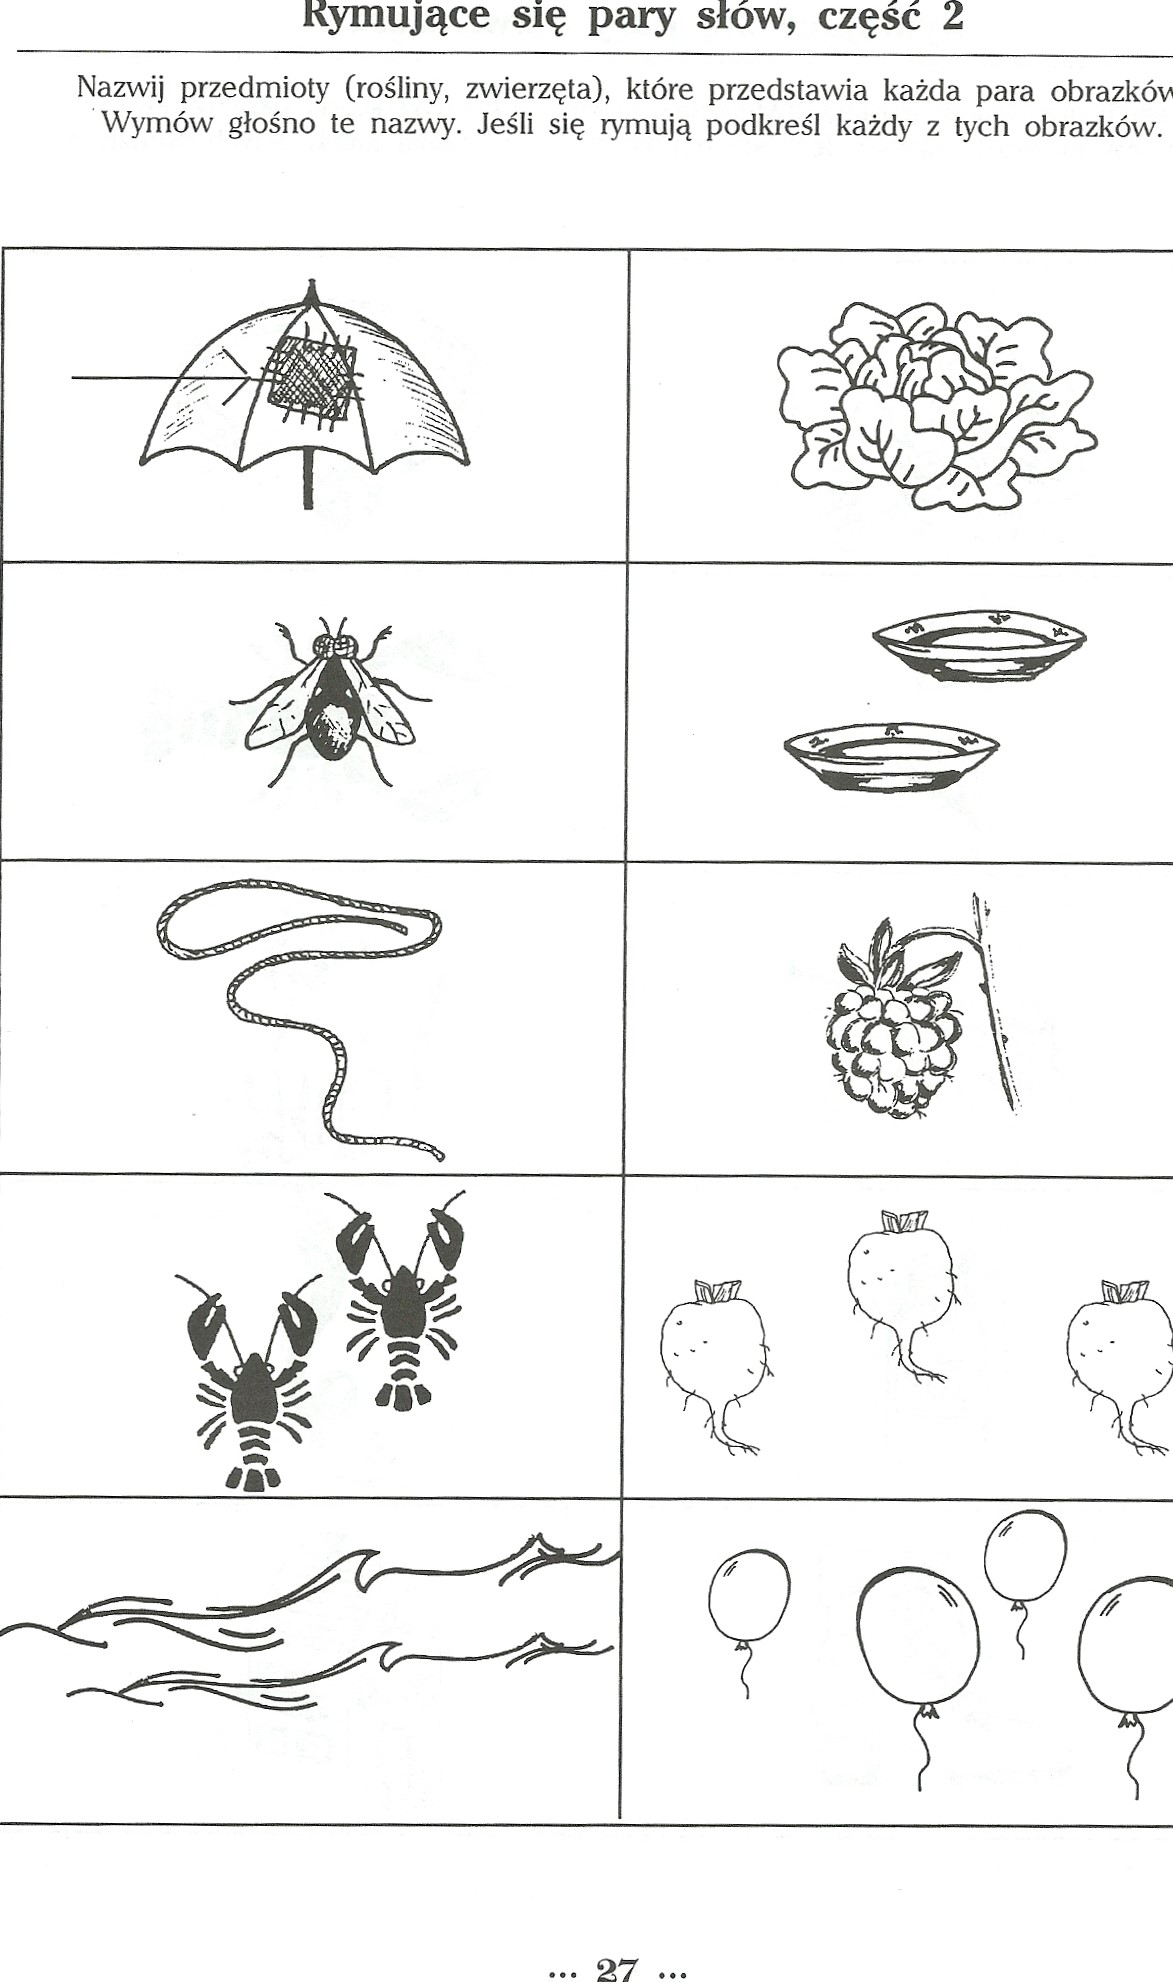 Rymujące się pary słów, część 2
Nazwij przedmioty (rośliny, zwierzęta), które przedstawia każda para obrazków
Wymów głośno te nazwy. Jeśli się rymują podkreśl każdy z tych obrazków.
... 27 ...